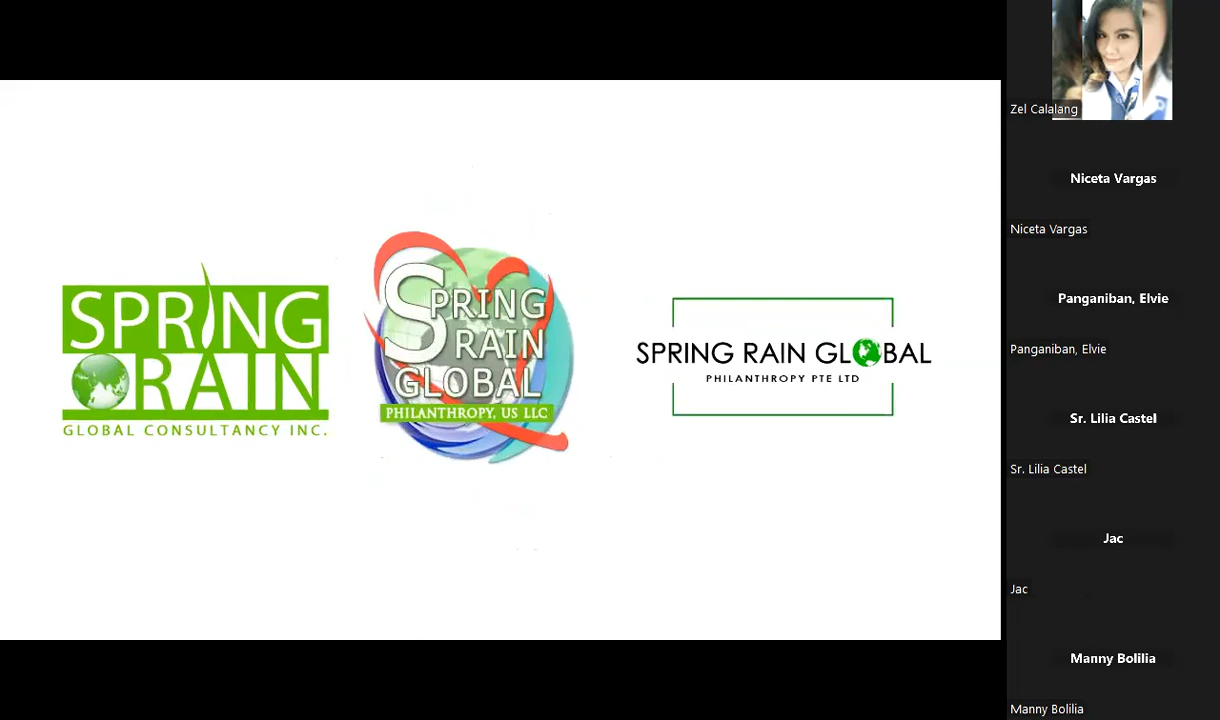 SPRING
RAIN
GLOBAL CONSULTANCY INC.
SPRING
RAIN
GLOBAL
PHILANTHROPY, US LLC
SPRING RAIN GLOBAL
PHILANTHROPY PTE LTD
Zel Calalang
Niceta Vargas
Niceta Vargas
Panganiban, Elvie
Panganiban, Elvie
Sr. Lilia Castel
Sr. Lilia Castel
Jac
Jac
Manny Bolilia
Manny Bolilia